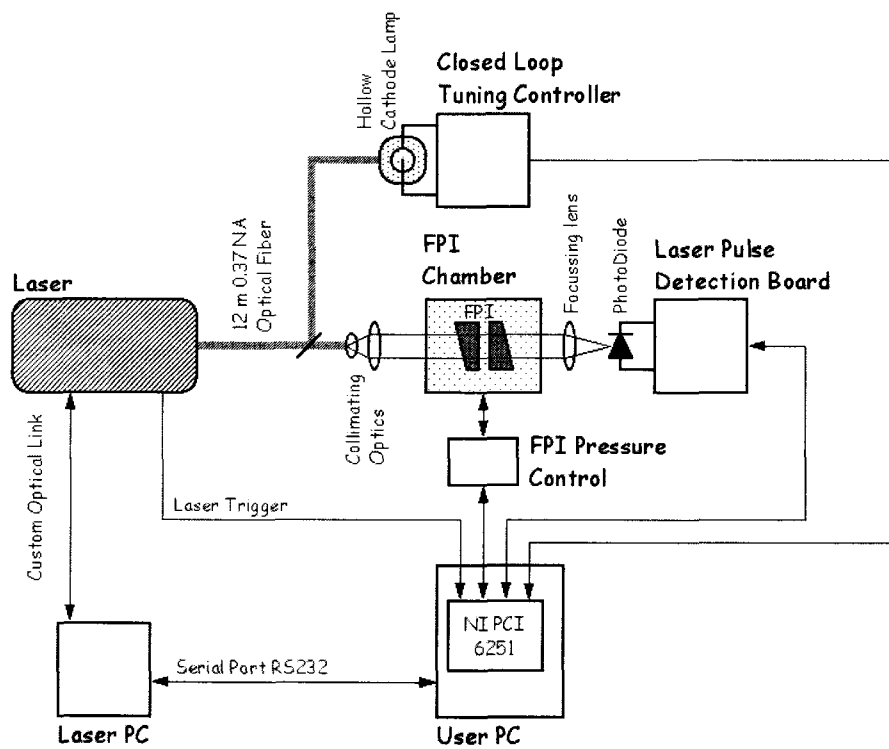 Hollow
Cathode Lamp
Closed Loop
Tuning Controller
12 m 0.37 NA
Optical Fiber
FPI
Chamber
FPI
Focussing lens
PhotoDiode
Laser Pulse
Detection Board
Laser
Collimating
Optics
FPI Pressure
Control
Custom Optical Link
Laser Trigger
NI PCI
6251
Serial Port RS232
Laser PC
User PC